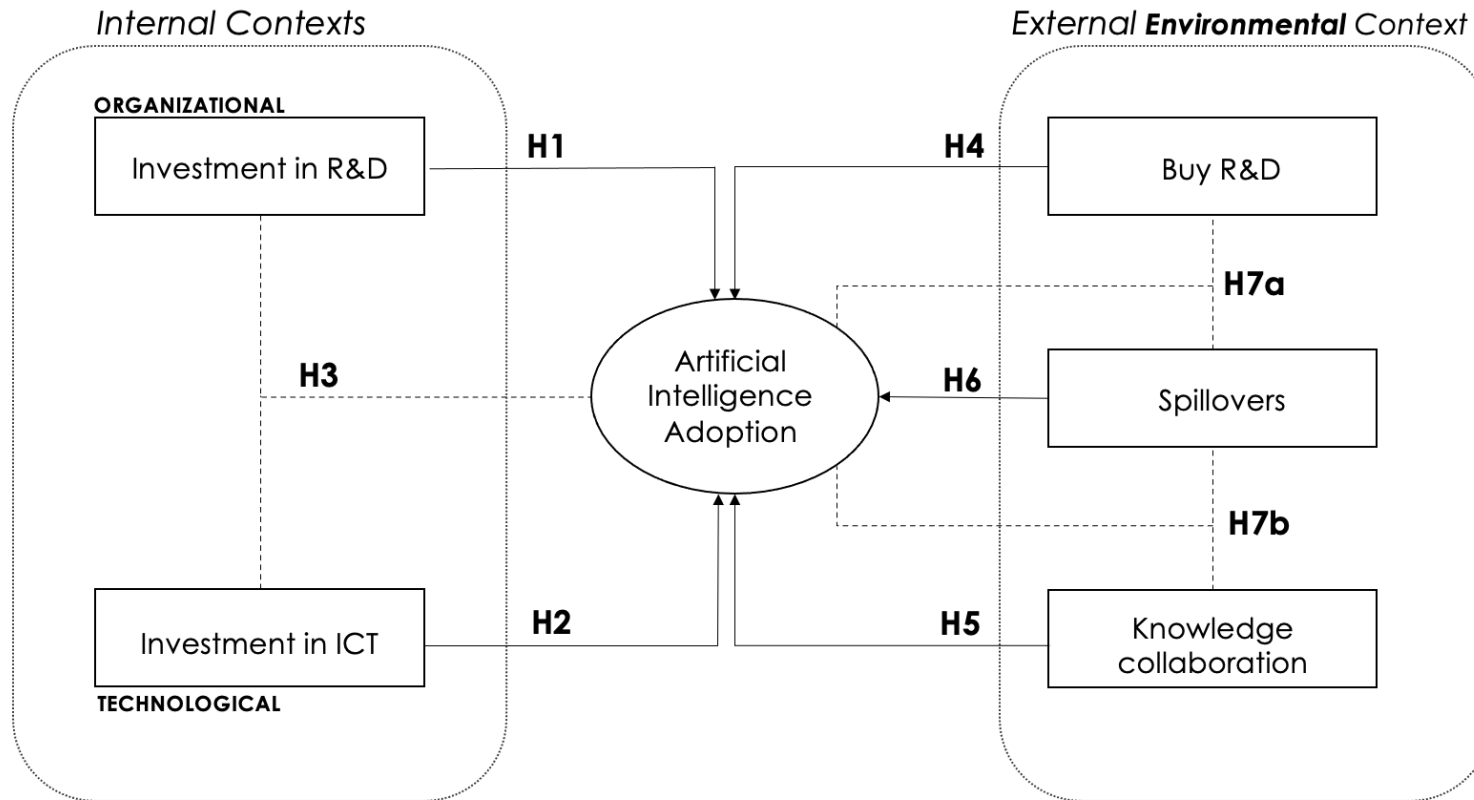 Internal Contexts
External Environmental Context
ORGANIZATIONAL
Investment in R&D
H1
H4
Buy R&D
H7a
H3
Artificial
Intelligence
Adoption
H6
Spillovers
H7b
Investment in ICT
H2
H5
Knowledge
collaboration
TECHNOLOGICAL